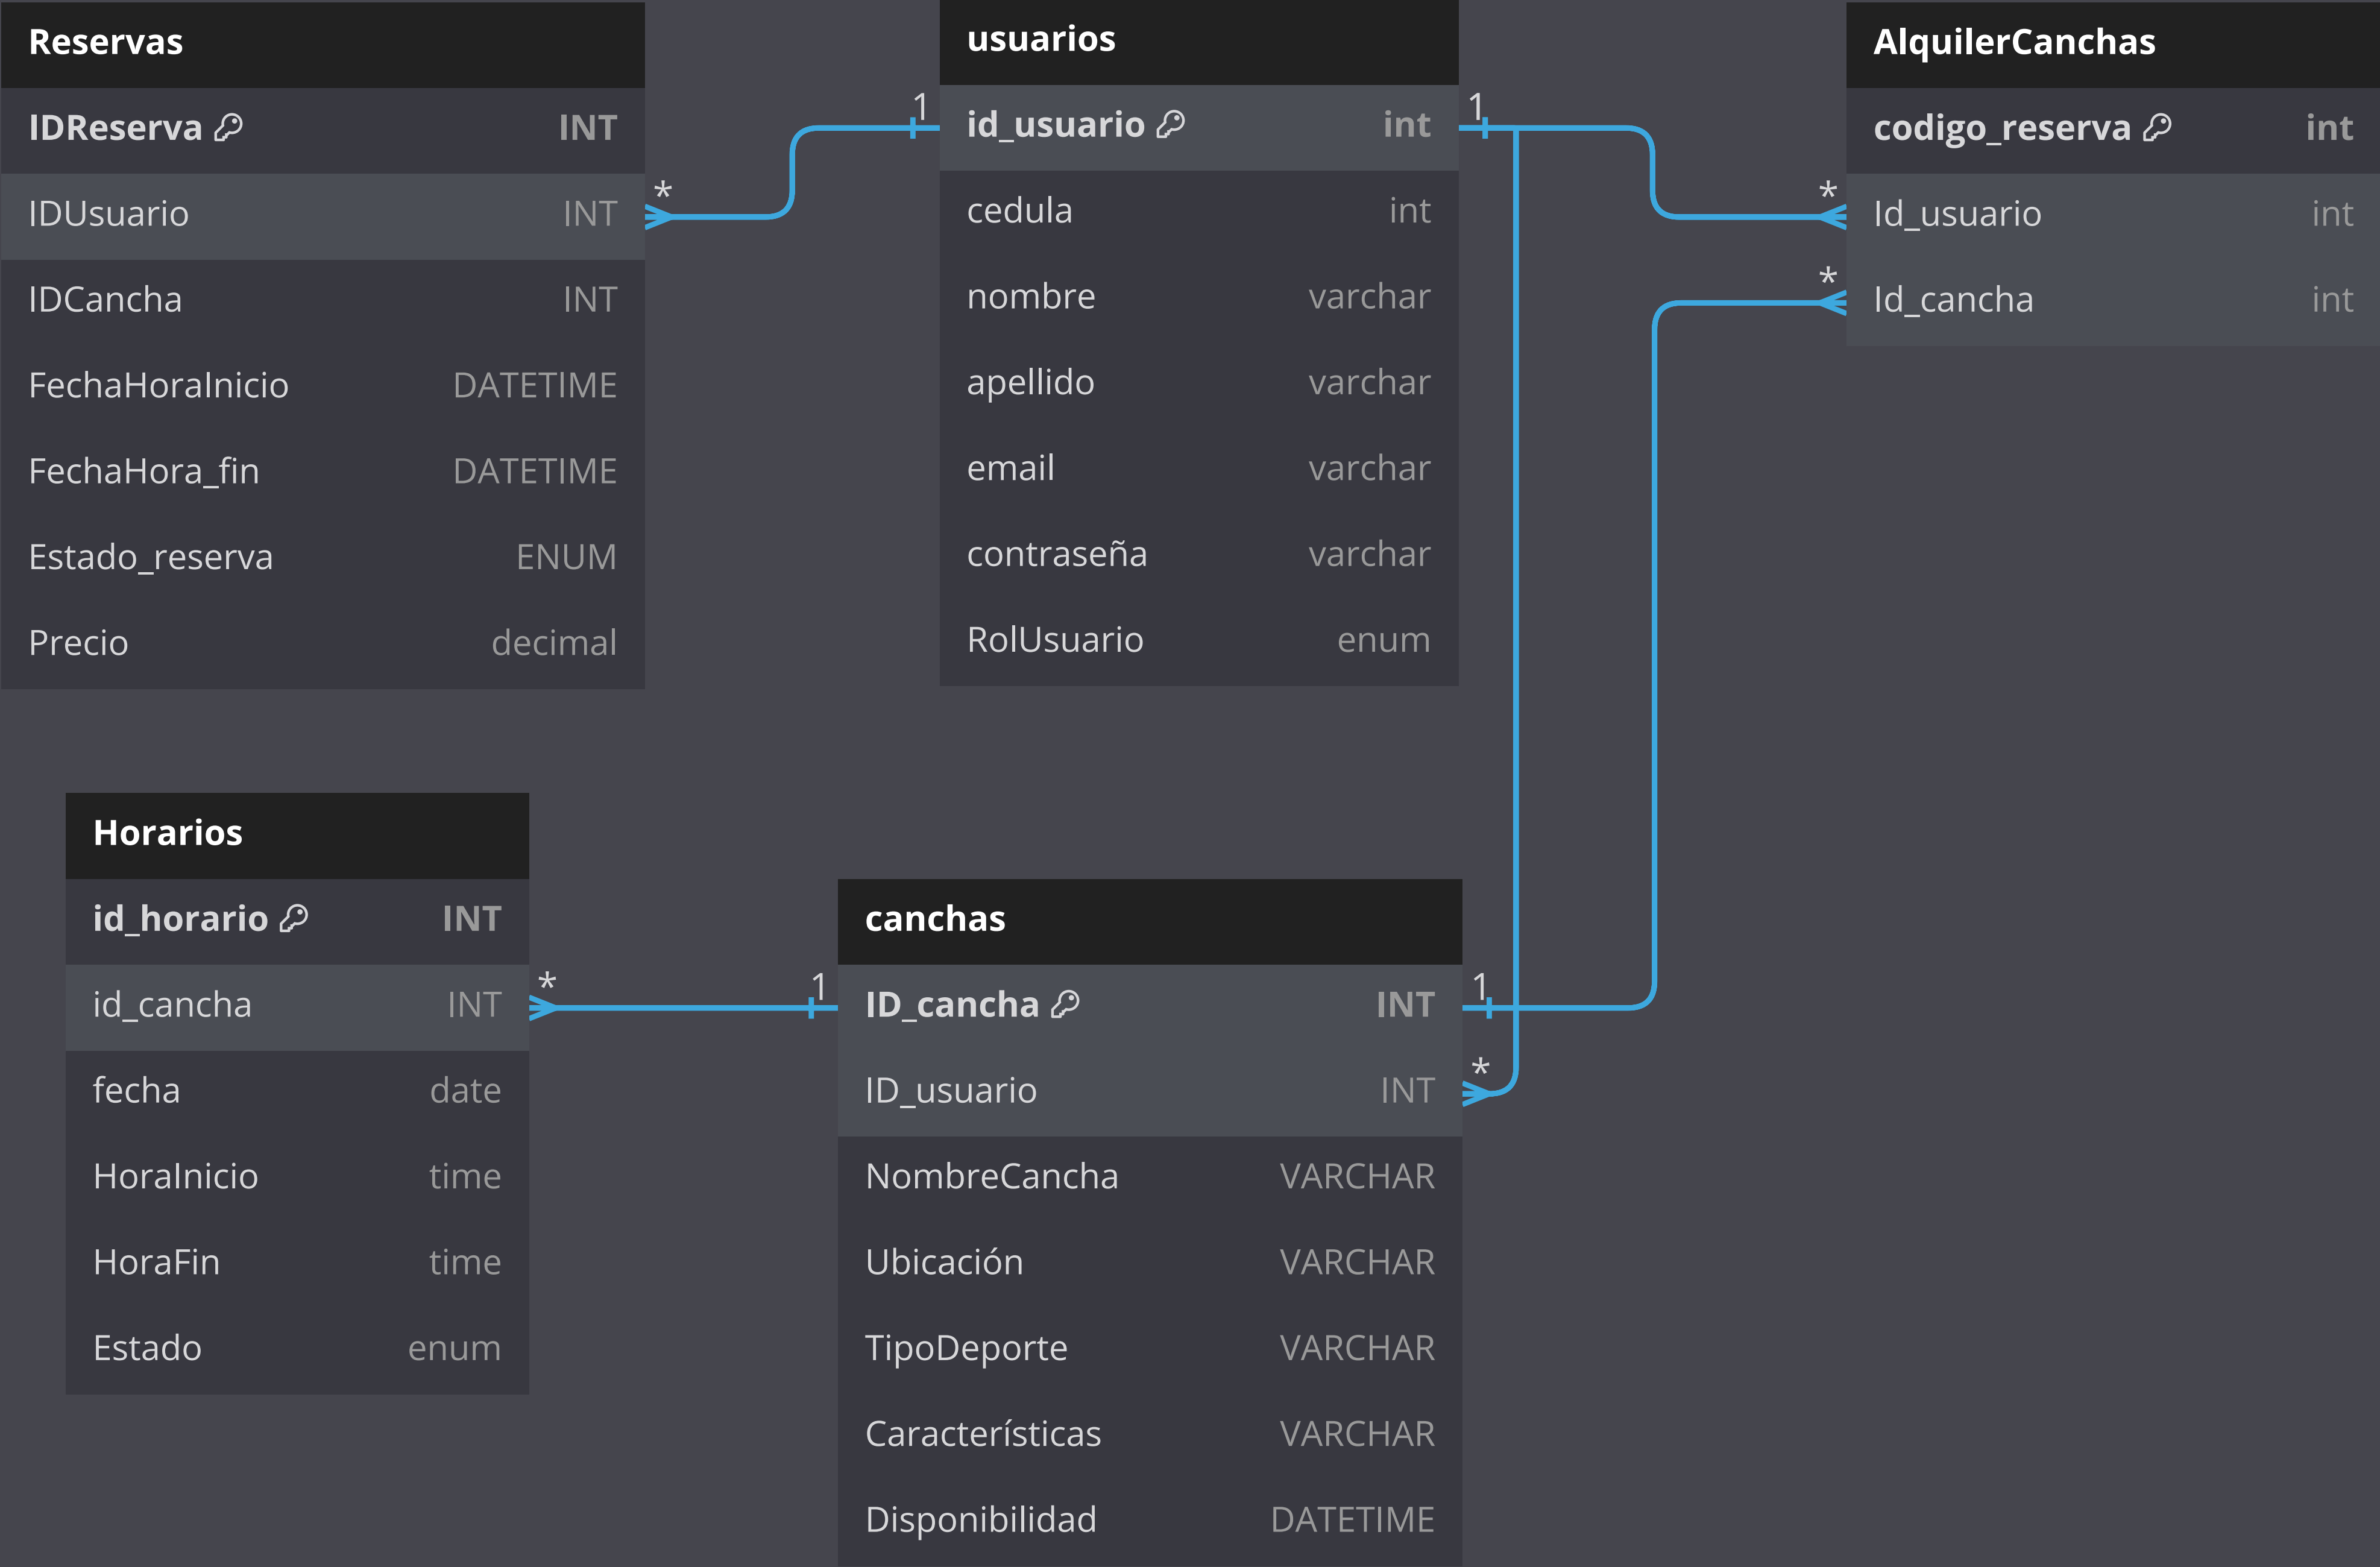 Reservas
IDReserva INT
IDUsuario INT
IDCancha INT
FechaHoraInicio DATETIME
FechaHora_fin DATETIME
Estado_reserva ENUM
Precio decimal
1
*
usuarios
id_usuario int
cedula int
nombre varchar
apellido varchar
email varchar
contraseña varchar
RolUsuario enum
1
*
*
AlquilerCanchas
codigo_reserva int
Id_usuario int
Id_cancha int
Horarios
id_horario INT
id_cancha INT
fecha date
HoraInicio time
HoraFin time
Estado enum
*
1
canchas
ID_cancha INT
ID_usuario INT
NombreCancha VARCHAR
Ubicación VARCHAR
TipoDeporte VARCHAR
Características VARCHAR
Disponibilidad DATETIME
1
*